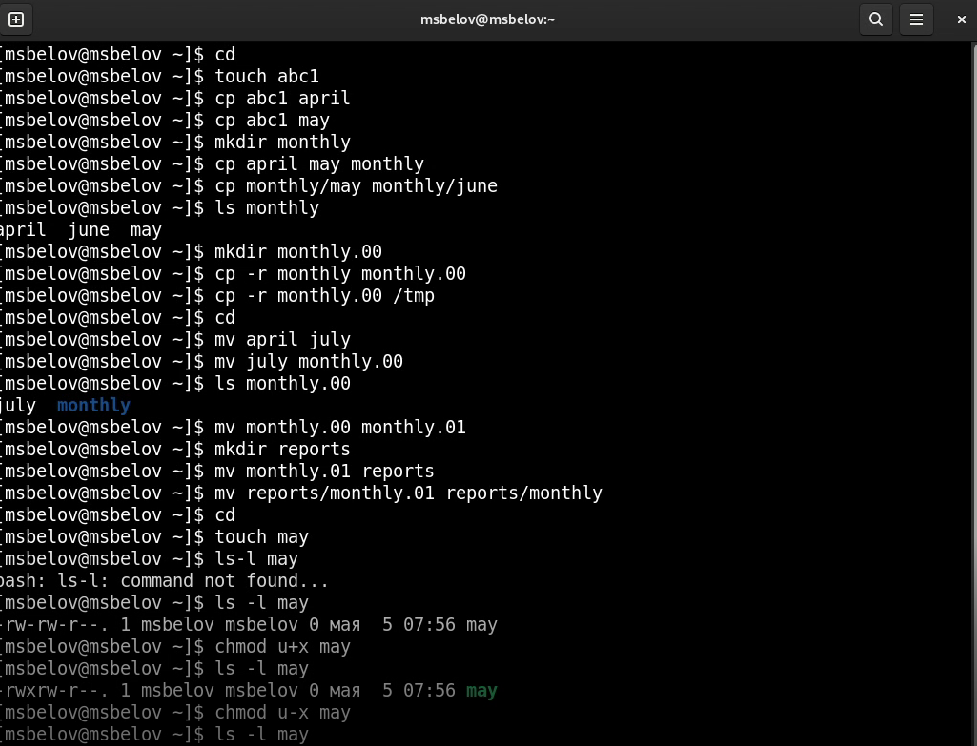 msbelov@msbelov:~
[msbelov@msbelov ~]$ cd
[msbelov@msbelov ~]$ touch abc1
[msbelov@msbelov ~]$ cp abc1 april
[msbelov@msbelov ~]$ cp abc1 may
[msbelov@msbelov ~]$ mkdir monthly
[msbelov@msbelov ~]$ cp april may monthly
[msbelov@msbelov ~]$ cp monthly/may monthly/june
[msbelov@msbelov ~]$ ls monthly
april  june  may
[msbelov@msbelov ~]$ mkdir monthly.00
[msbelov@msbelov ~]$ cp -r monthly monthly.00
[msbelov@msbelov ~]$ cp -r monthly.00 /tmp
[msbelov@msbelov ~]$ cd
[msbelov@msbelov ~]$ mv april july
[msbelov@msbelov ~]$ mv july monthly.00
[msbelov@msbelov ~]$ ls monthly.00
july  monthly
[msbelov@msbelov ~]$ mv monthly.00 monthly.01
[msbelov@msbelov ~]$ mkdir reports
[msbelov@msbelov ~]$ mv monthly.01 reports
[msbelov@msbelov ~]$ mv reports/monthly.01 reports/monthly
[msbelov@msbelov ~]$ cd
[msbelov@msbelov ~]$ touch may
[msbelov@msbelov ~]$ ls-l may
bash: ls-l: command not found...
[msbelov@msbelov ~]$ ls -l may
-rw-rw-r--. 1 msbelov msbelov 0 мая  5 07:56 may
[msbelov@msbelov ~]$ chmod u+x may
[msbelov@msbelov ~]$ ls -l may
-rwxrw-r--. 1 msbelov msbelov 0 мая  5 07:56 may
[msbelov@msbelov ~]$ chmod u-x may
[msbelov@msbelov ~]$ ls -l may